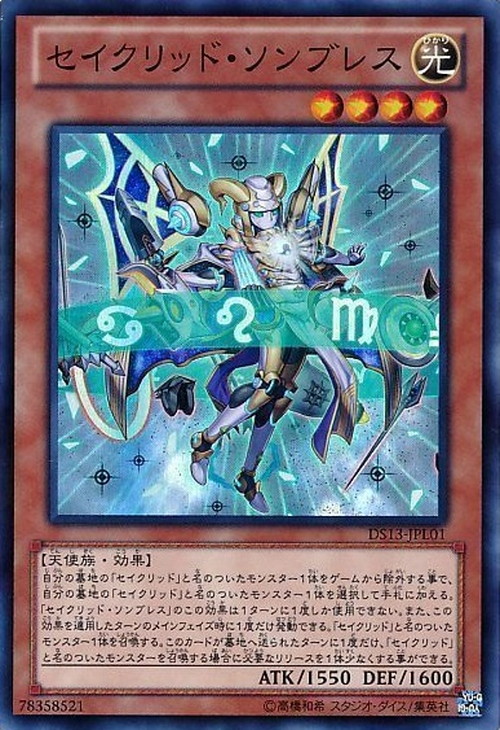 セイクリッド・ソンブレス
光
DS13-JPL01
【天使族・効果】
自分の墓地の「セイクリッド」と名のついたモンスター1体をゲームから除外する事で、
自分の墓地の「セイクリッド」と名のついたモンスター1体を選択して手札に加える。
「セイクリッド・ソンブレス」のこの効果は1ターンに1度しか使用できない。また、この
効果を適用したターンのメインフェイズ時に1度だけ発動できる。「セイクリッド」と名のついた
モンスター1体を召喚する。このカードが墓地へ送られたターンに1度だけ、「セイクリッド」
と名のついたモンスターを召喚する場合に必要なリリースを1体少なくする事ができる。
ATK/1550 DEF/1600
78358521
©高橋和希 スタジオ・ダイス/集英社